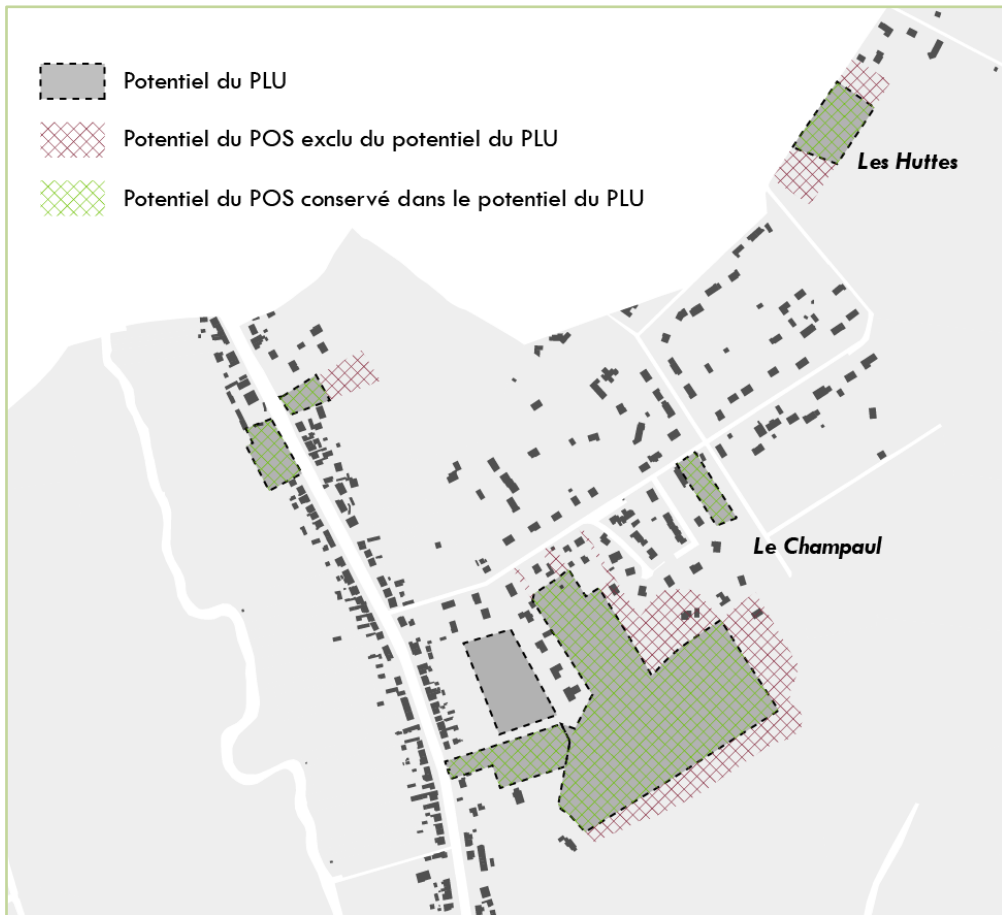 Potentiel du PLU
Potentiel du POS exclu du potentiel du PLU
Potentiel du POS conservé dans le potentiel du PLU
Les Huttes
Le Champaul